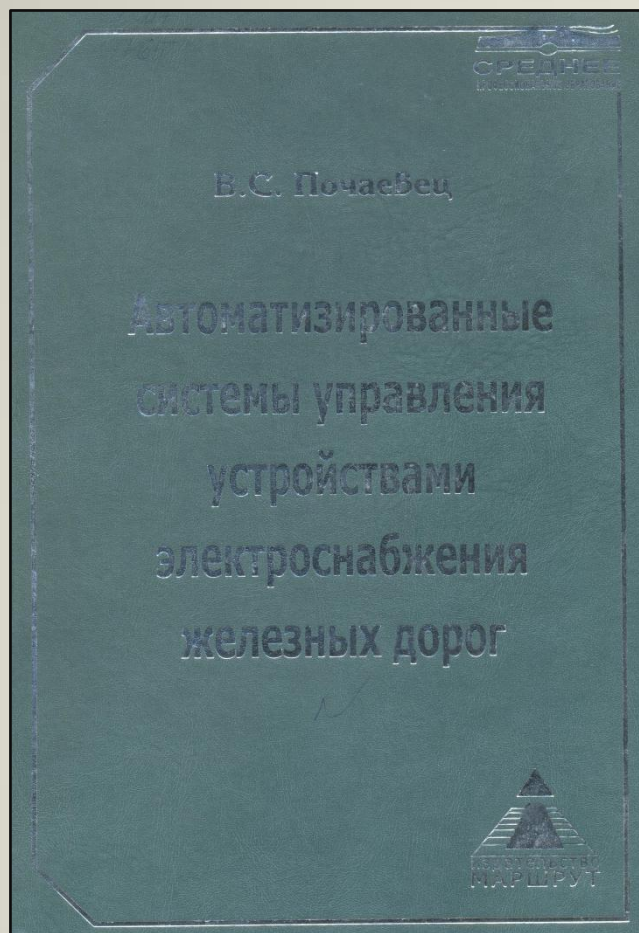 СРЕДНЕЕ
В.С. Почаевец
Автоматизированные
системы управления
устройствами
электроснабжения
железных дорог
ИЗДАТЕЛЬСТВО
МАРШРУТ